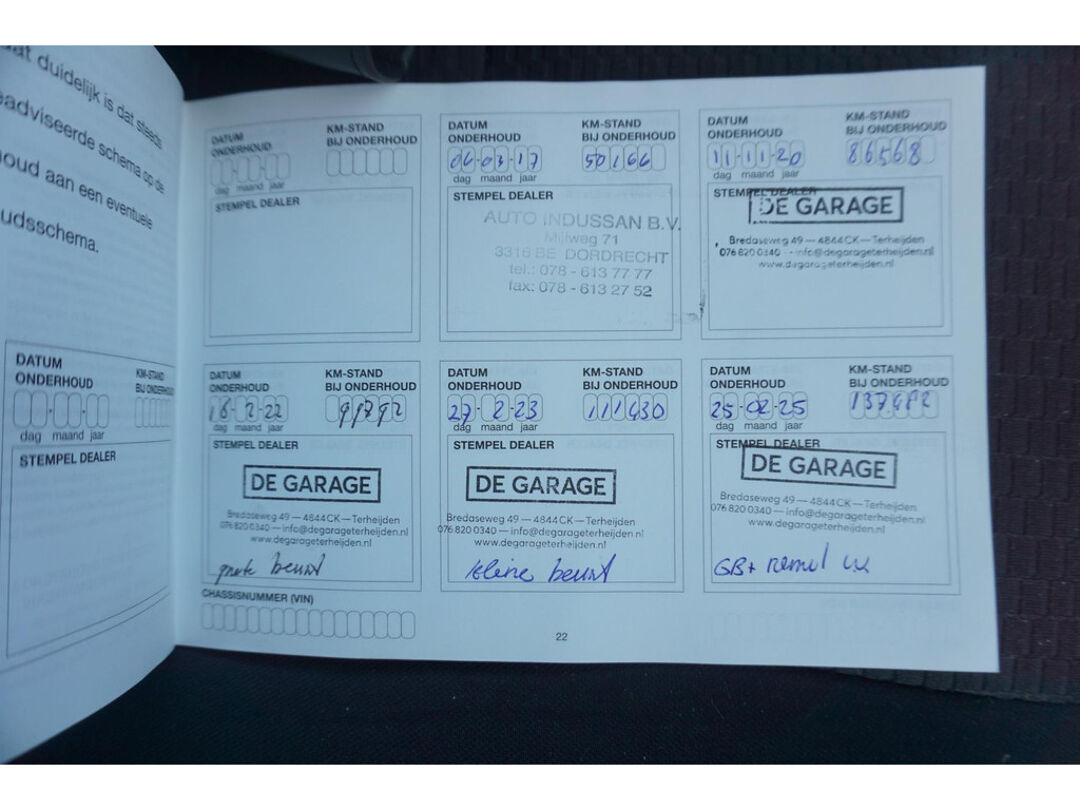 at duidelijk is dat steeds
eadviseerde schema op de
oud aan een eventuele
udsschema.
DATUM
ONDERHOUD
KM-STAND
BIJ ONDERHOUD
dag maand jaar
STEMPEL DEALER
DATUM
ONDERHOUD
KM-STAND
BIJ ONDERHOUD
dag maand jaar
STEMPEL DEALER
DATUM
ONDERHOUD
KM-STAND
BIJ ONDERHOUD
06-03-17
50166
dag maand jaar
STEMPEL DEALER
AUTO INDUSSAN B.V.
Mijlweg 71
3316 BE DORDRECHT
tel.: 078 - 613 77 77
fax: 078 - 613 27 52
DATUM
ONDERHOUD
KM-STAND
BIJ ONDERHOUD
11-11-20
86568
dag maand jaar
STEMPEL DEALER
DE GARAGE
Bredaseweg 49 — 4844CK — Terheijden
076 820 0340 — info@degarageterheijden.nl
www.degarageterheijden.nl
DATUM
ONDERHOUD
KM-STAND
BIJ ONDERHOUD
16-2-22
99792
dag maand jaar
STEMPEL DEALER
DE GARAGE
Bredaseweg 49 — 4844CK — Terheijden
076 820 0340 — info@degarageterheijden.nl
www.degarageterheijden.nl
grote beurt
DATUM
ONDERHOUD
KM-STAND
BIJ ONDERHOUD
27-2-23
111430
dag maand jaar
STEMPEL DEALER
DE GARAGE
Bredaseweg 49 — 4844CK — Terheijden
076 820 0340 — info@degarageterheijden.nl
www.degarageterheijden.nl
kleine beurt
DATUM
ONDERHOUD
KM-STAND
BIJ ONDERHOUD
25-02-25
dag maand jaar
STEMPEL DEALER
DE GARAGE
Bredaseweg 49 — 4844CK — Terheijden
076 820 0340 — info@degarageterheijden.nl
www.degarageterheijden.nl
GB+
CHASSISNUMMER (VIN)
22